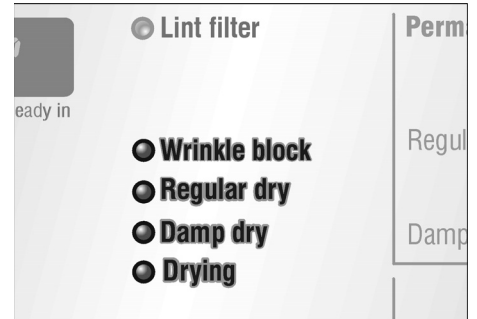 Lint filter
Perm
eady in
Wrinkle block
Regul
Regular dry
Damp dry
Damp
Drying